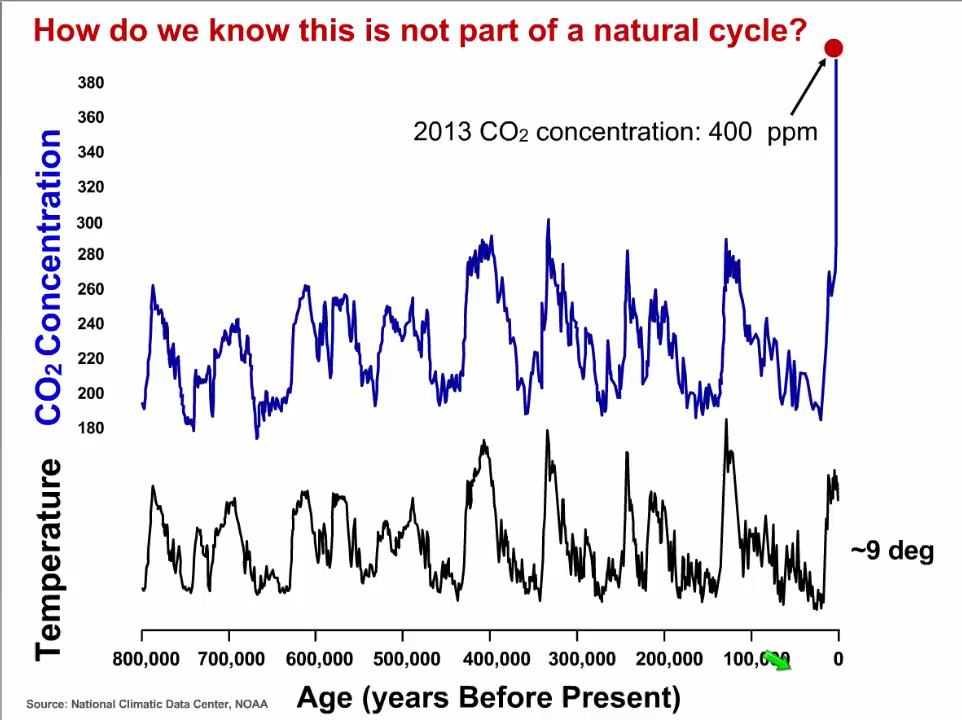 How do we know this is not part of a natural cycle?
380
360
340
320
300
280
260
240
220
200
180
CO2 Concentration
2013 CO2 concentration: 400 ppm
Temperature
~9 deg
800,000 700,000 600,000 500,000 400,000 300,000 200,000 100,000 0
Age (years Before Present)
Source: National Climatic Data Center, NOAA